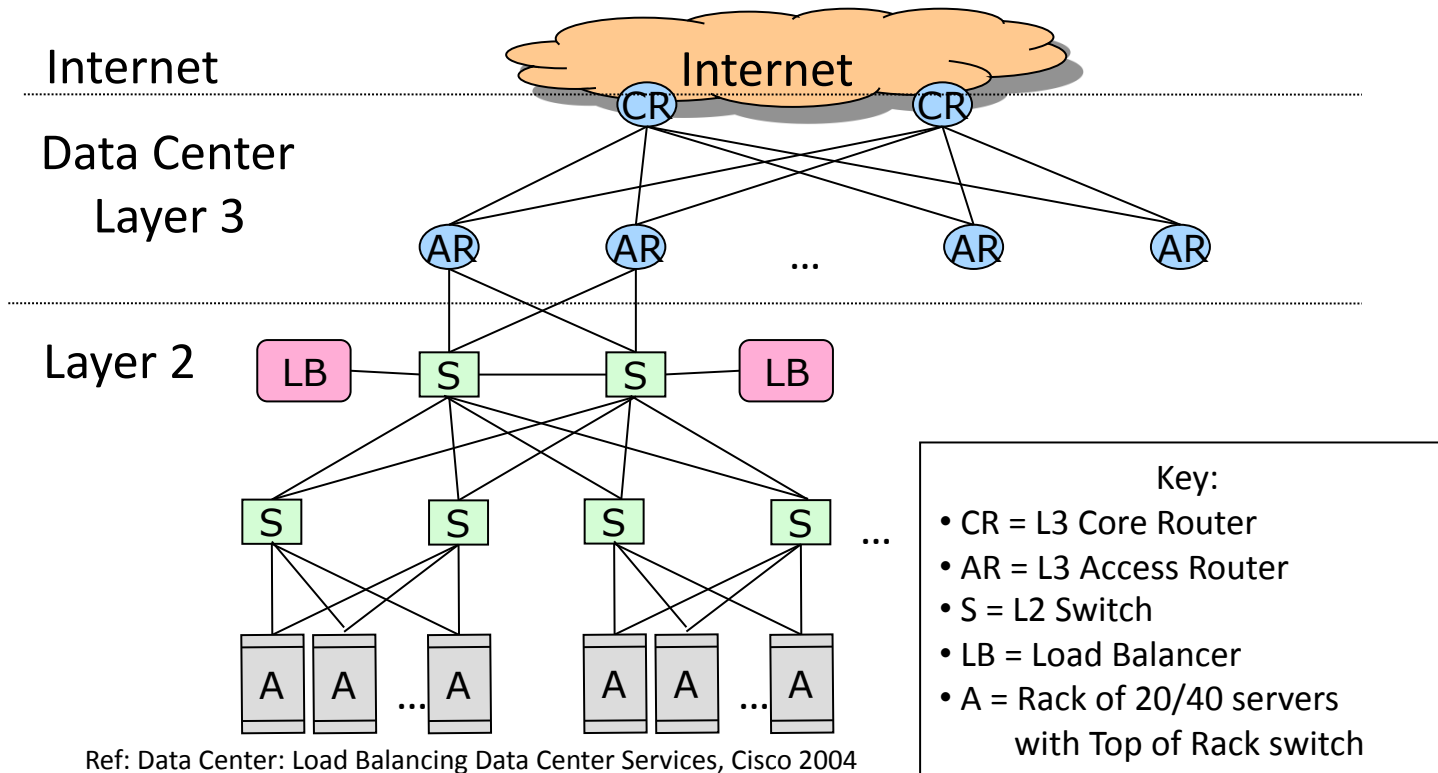 Internet
Internet
CR CR
Data Center
Layer 3
AR AR ... AR AR
Layer 2
LB S S LB
S S S S ...
A A ... A A A ... A
Key:
• CR = L3 Core Router
• AR = L3 Access Router
• S = L2 Switch
• LB = Load Balancer
• A = Rack of 20/40 servers
with Top of Rack switch
Ref: Data Center: Load Balancing Data Center Services, Cisco 2004